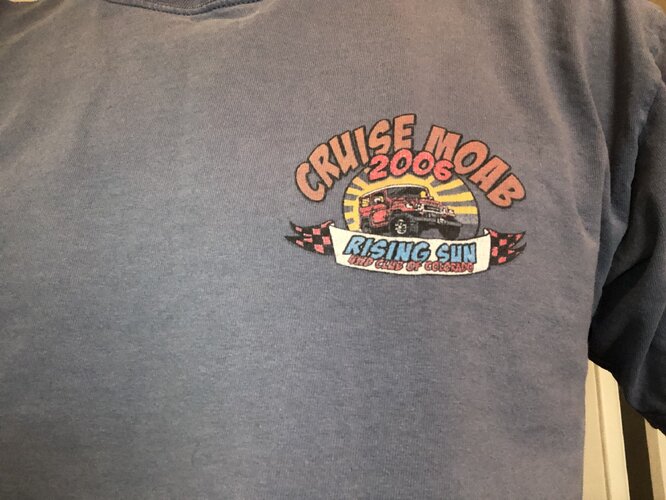 CRUISE MOAB
2006
RISING SUN
4WD CLUB OF COLORADO